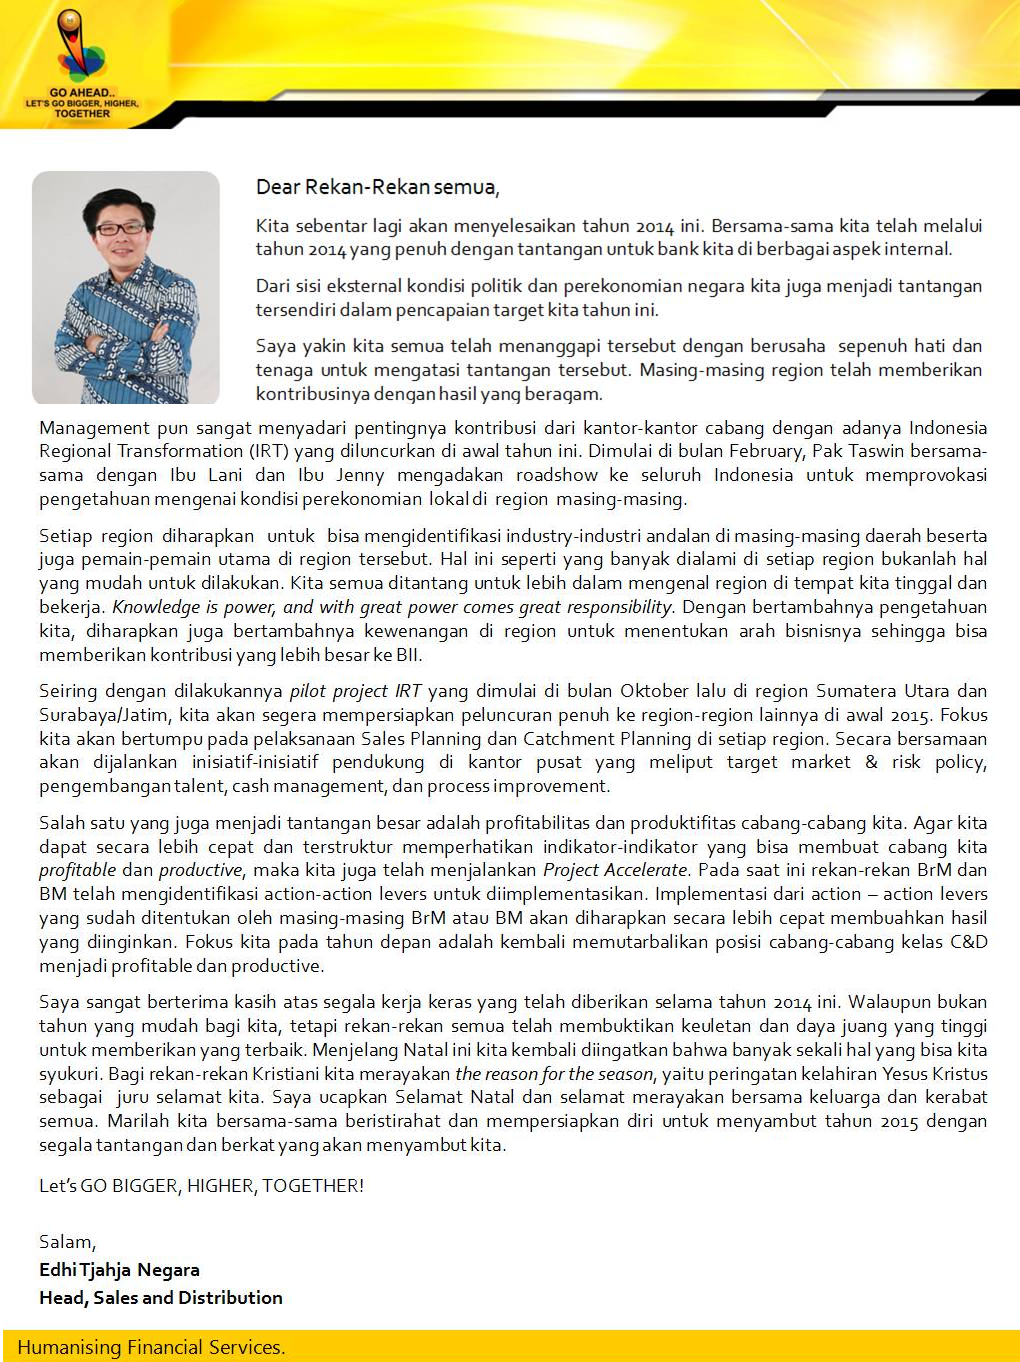 GO AHEAD..
LET'S GO BIGGER, HIGHER,
TOGETHER
Dear Rekan-Rekan semua,
Kita sebentar lagi akan menyelesaikan tahun 2014 ini. Bersama-sama kita telah melalui
tahun 2014 yang penuh dengan tantangan untuk bank kita di berbagai aspek internal.
Dari sisi eksternal kondisi politik dan perekonomian negara kita juga menjadi tantangan
tersendiri dalam pencapaian target kita tahun ini.
Saya yakin kita semua telah menanggapi tersebut dengan berusaha sepenuh hati dan
tenaga untuk mengatasi tantangan tersebut. Masing-masing region telah memberikan
kontribusinya dengan hasil yang beragam.
Management pun sangat menyadari pentingnya kontribusi dari kantor-kantor cabang dengan adanya Indonesia
Regional Transformation (IRT) yang diluncurkan di awal tahun ini. Dimulai di bulan February, Pak Taswin bersama-
sama dengan Ibu Lani dan Ibu Jenny mengadakan roadshow ke seluruh Indonesia untuk memprovokasi
pengetahuan mengenai kondisi perekonomian lokal di region masing-masing.
Setiap region diharapkan untuk bisa mengidentifikasi industry-industri andalan di masing-masing daerah beserta
juga pemain-pemain utama di region tersebut. Hal ini seperti yang banyak dialami di setiap region bukanlah hal
yang mudah untuk dilakukan. Kita semua ditantang untuk lebih dalam mengenal region di tempat kita tinggal dan
bekerja. Knowledge is power, and with great power comes great responsibility. Dengan bertambahnya pengetahuan
kita, diharapkan juga bertambahnya kewenangan di region untuk menentukan arah bisnisnya sehingga bisa
memberikan kontribusi yang lebih besar ke BII.
Seiring dengan dilakukannya pilot project IRT yang dimulai di bulan Oktober lalu di region Sumatera Utara dan
Surabaya/Jatim, kita akan segera mempersiapkan peluncuran penuh ke region-region lainnya di awal 2015. Fokus
kita akan bertumpu pada pelaksanaan Sales Planning dan Catchment Planning di setiap region. Secara bersamaan
akan dijalankan inisiatif-inisiatif pendukung di kantor pusat yang meliput target market & risk policy,
pengembangan talent, cash management, dan process improvement.
Salah satu yang juga menjadi tantangan besar adalah profitabilitas dan produktifitas cabang-cabang kita. Agar kita
dapat secara lebih cepat dan terstruktur memperhatikan indikator-indikator yang bisa membuat cabang kita
profitable dan productive, maka kita juga telah menjalankan Project Accelerate. Pada saat ini rekan-rekan BrM dan
BM telah mengidentifikasi action-action levers untuk diimplementasikan. Implementasi dari action – action levers
yang sudah ditentukan oleh masing-masing BrM atau BM akan diharapkan secara lebih cepat membuahkan hasil
yang diinginkan. Fokus kita pada tahun depan adalah kembali memutarbalikan posisi cabang-cabang kelas C&D
menjadi profitable dan productive.
Saya sangat berterima kasih atas segala kerja keras yang telah diberikan selama tahun 2014 ini. Walaupun bukan
tahun yang mudah bagi kita, tetapi rekan-rekan semua telah membuktikan keuletan dan daya juang yang tinggi
untuk memberikan yang terbaik. Menjelang Natal ini kita kembali diingatkan bahwa banyak sekali hal yang bisa kita
syukuri. Bagi rekan-rekan Kristiani kita merayakan the reason for the season, yaitu peringatan kelahiran Yesus Kristus
sebagai juru selamat kita. Saya ucapkan Selamat Natal dan selamat merayakan bersama keluarga dan kerabat
semua. Marilah kita bersama-sama beristirahat dan mempersiapkan diri untuk menyambut tahun 2015 dengan
segala tantangan dan berkat yang akan menyambut kita.
Let's GO BIGGER, HIGHER, TOGETHER!
Salam,
Edhi Tjahja Negara
Head, Sales and Distribution
Humanising Financial Services.